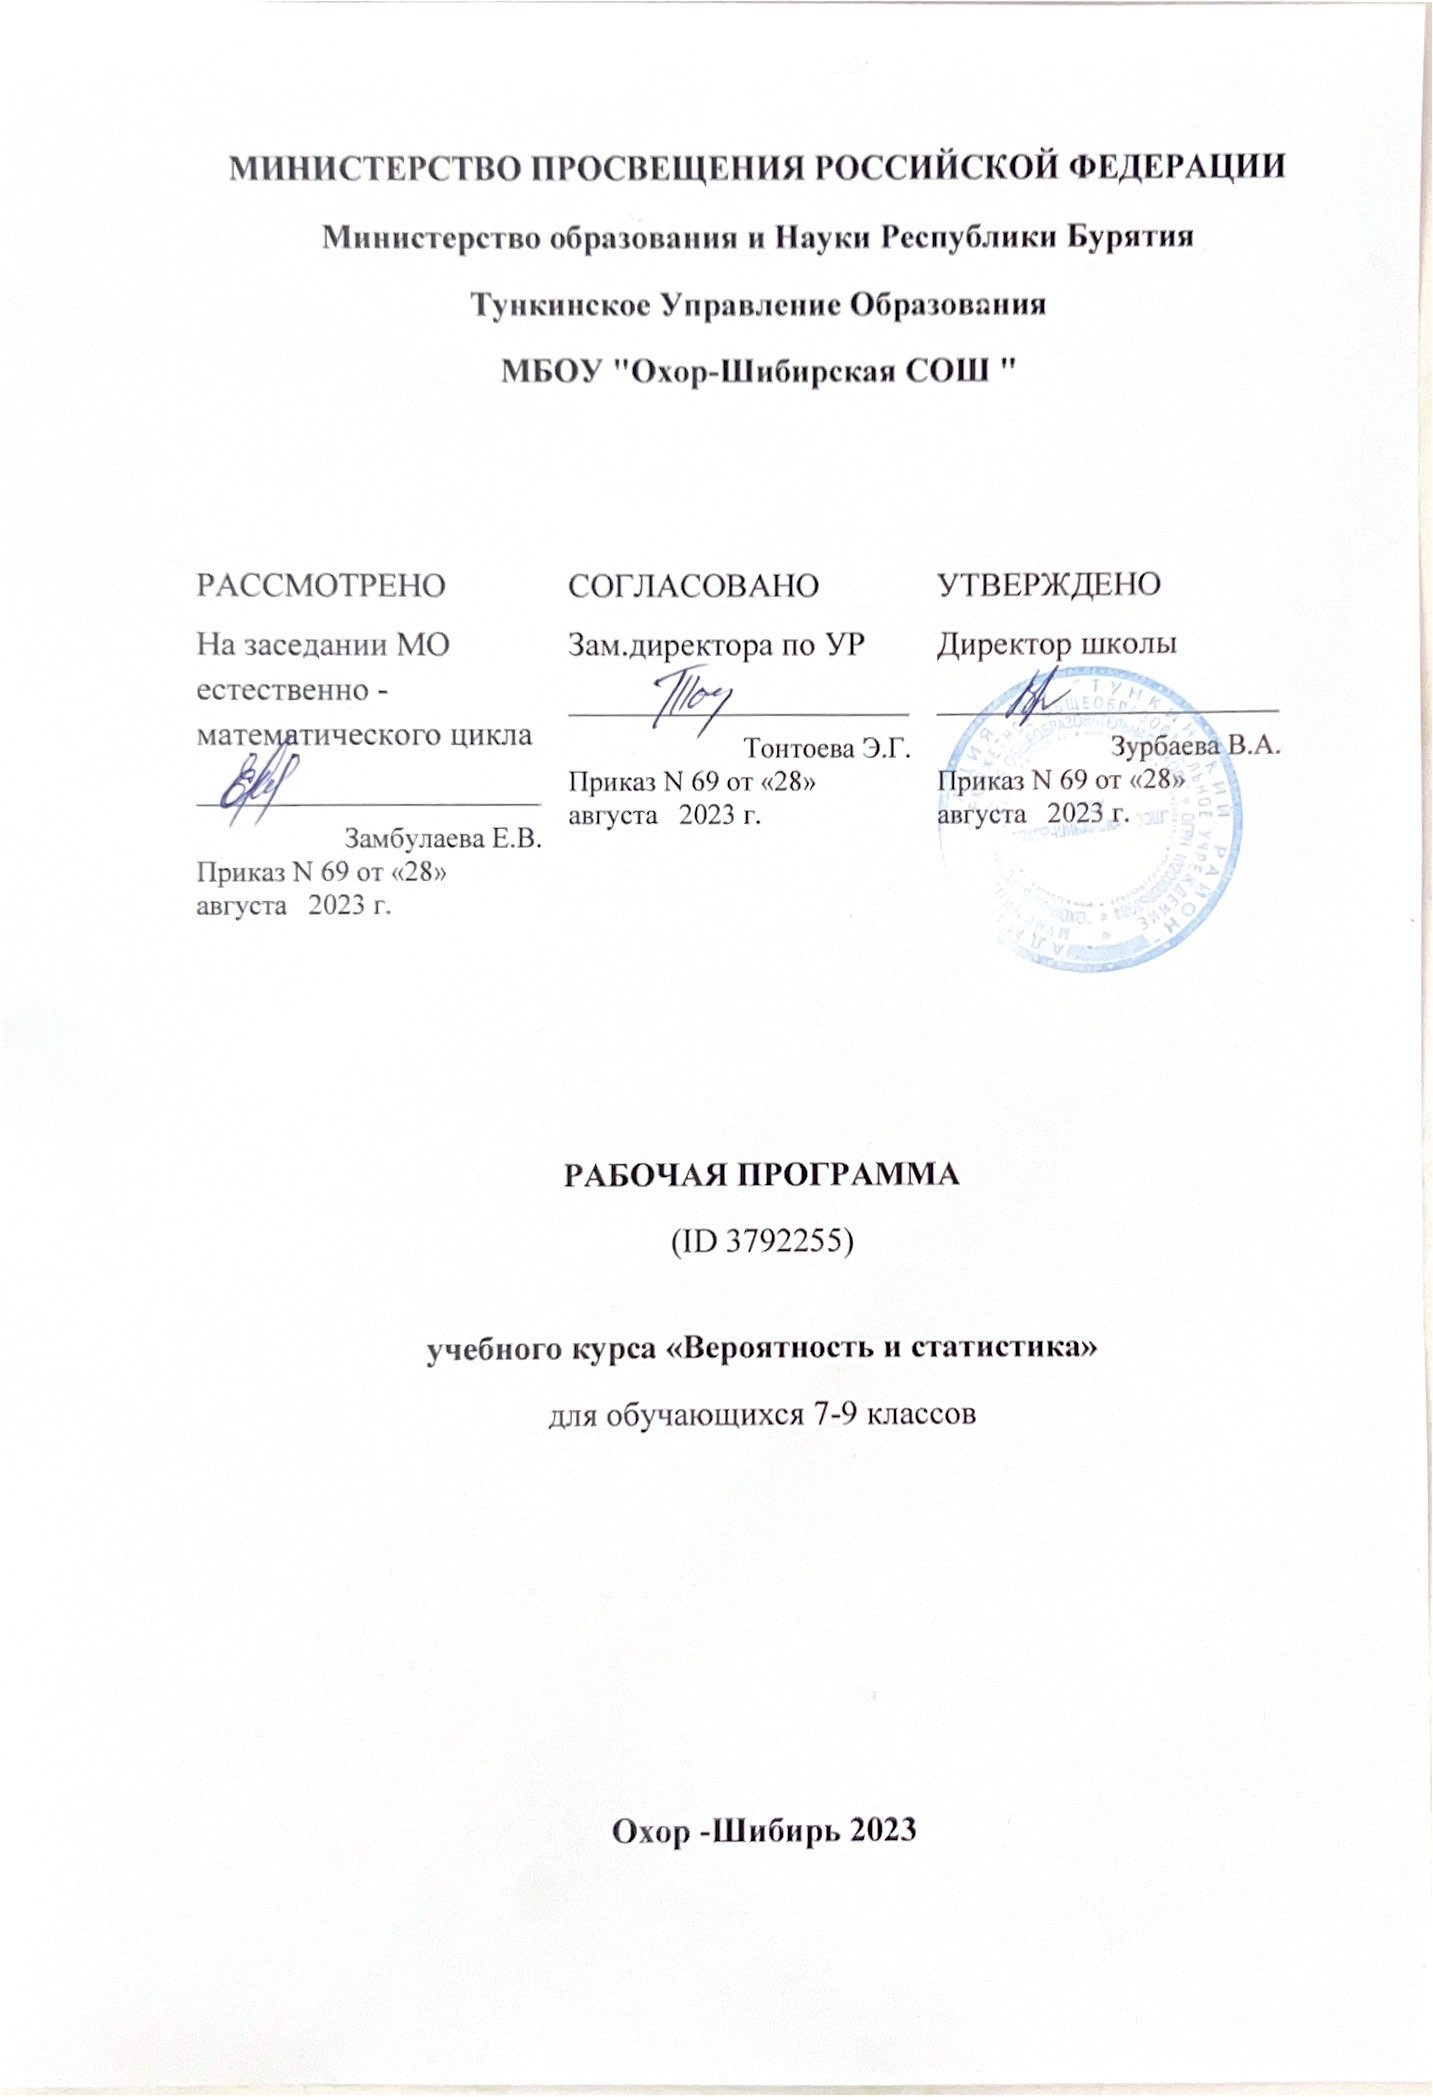 МИНИСТЕРСТВО ПРОСВЕЩЕНИЯ РОССИЙСКОЙ ФЕДЕРАЦИИ
Министерство образования и Науки Республики Бурятия
Тункинское Управление Образования
МБОУ "Охор-Шибирская СОШ "
РАССМОТРЕНО
На заседании МО
естественно -
математического цикла
Замбулаева Е.В.
Приказ N 69 от «28»
августа 2023 г.
СОГЛАСОВАНО
Зам.директора по УР
Тонтоева Э.Г.
Приказ N 69 от «28»
августа 2023 г.
УТВЕРЖДЕНО
Директор школы
Зурбаева В.А.
Приказ N 69 от «28»
августа 2023 г.
"ТУНКИНСКИЙ РАЙОН"
РАБОЧАЯ ПРОГРАММА
(ID 3792255)
учебного курса «Вероятность и статистика»
для обучающихся 7-9 классов
Охор -Шибирь 2023